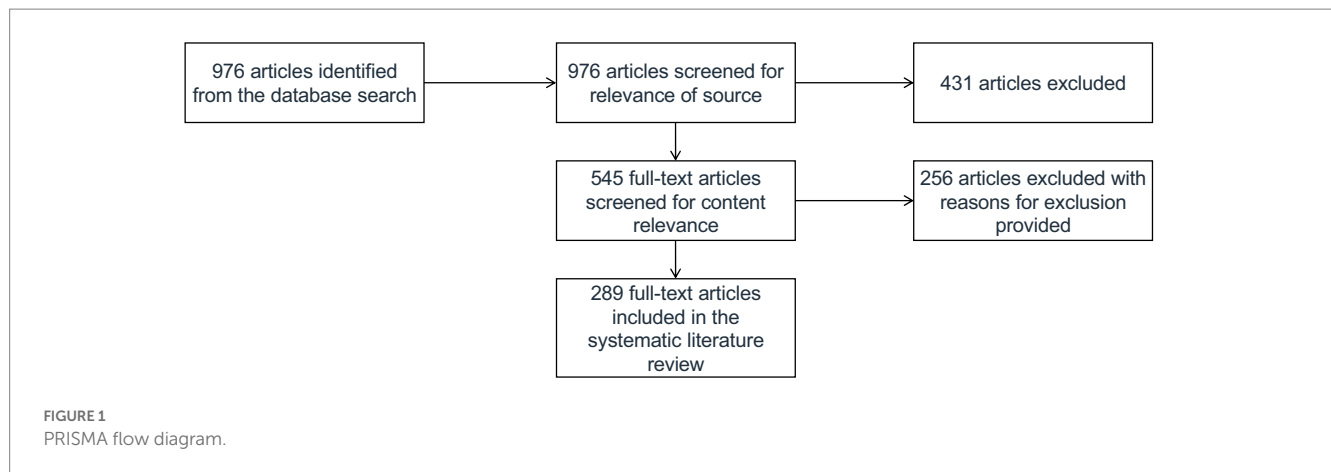 976 articles identified
from the database search
976 articles screened for
relevance of source
431 articles excluded
545 full-text articles
screened for content
relevance
256 articles excluded with
reasons for exclusion
provided
289 full-text articles
included in the
systematic literature
review
FIGURE 1
PRISMA flow diagram.